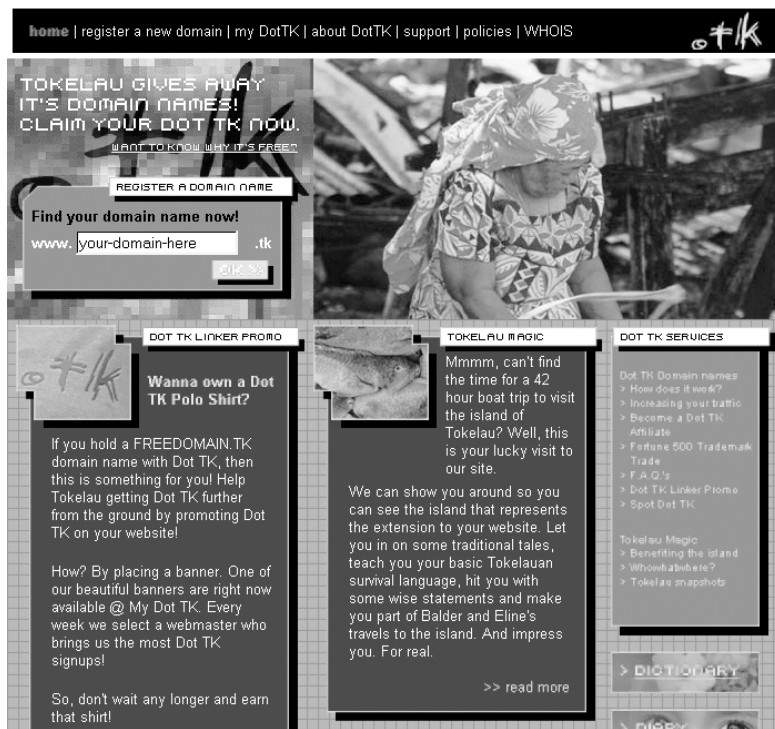 home | register a new domain | my DotTK | about DotTK | support | policies | WHOIS
.tk
TOKELAU GIVES AWAY
IT'S DOMAIN NAMES!
CLAIM YOUR DOT TK NOW.
WANT TO KNOW WHY IT'S FREE?
REGISTER A DOMAIN NAME
Find your domain name now!
www. your-domain-here .tk
OK >>
DOT TK LINKER PROMO
.tk
Wanna own a Dot
TK Polo Shirt?
If you hold a FREEDOMAIN.TK
domain name with Dot TK, then
this is something for you! Help
Tokelau getting Dot TK further
from the ground by promoting Dot
TK on your website!
How? By placing a banner. One of
our beautiful banners are right now
available @ My Dot TK. Every
week we select a webmaster who
brings us the most Dot TK
signups!
So, don't wait any longer and earn
that shirt!
TOKELAU MAGIC
Mmmm, can't find
the time for a 42
hour boat trip to visit
the island of
Tokelau? Well, this
is your lucky visit to
our site.
We can show you around so you
can see the island that represents
the extension to your website. Let
you in on some traditional tales,
teach you your basic Tokelauan
survival language, hit you with
some wise statements and make
you part of Balder and Eline's
travels to the island. And impress
you. For real.
>> read more
DOT TK SERVICES
Dot TK Domain names
> How does it work?
> Increasing your traffic
> Become a Dot TK
Affiliate
> Fortune 500 Trademark
Trade
> F.A.Q.'s
> Dot TK Linker Promo
> Spot Dot TK
Tokelau Magic
> Benefiting the island
> Whowhatwhere?
> Tokelau snapshots
> DICTIONARY
> DIARY